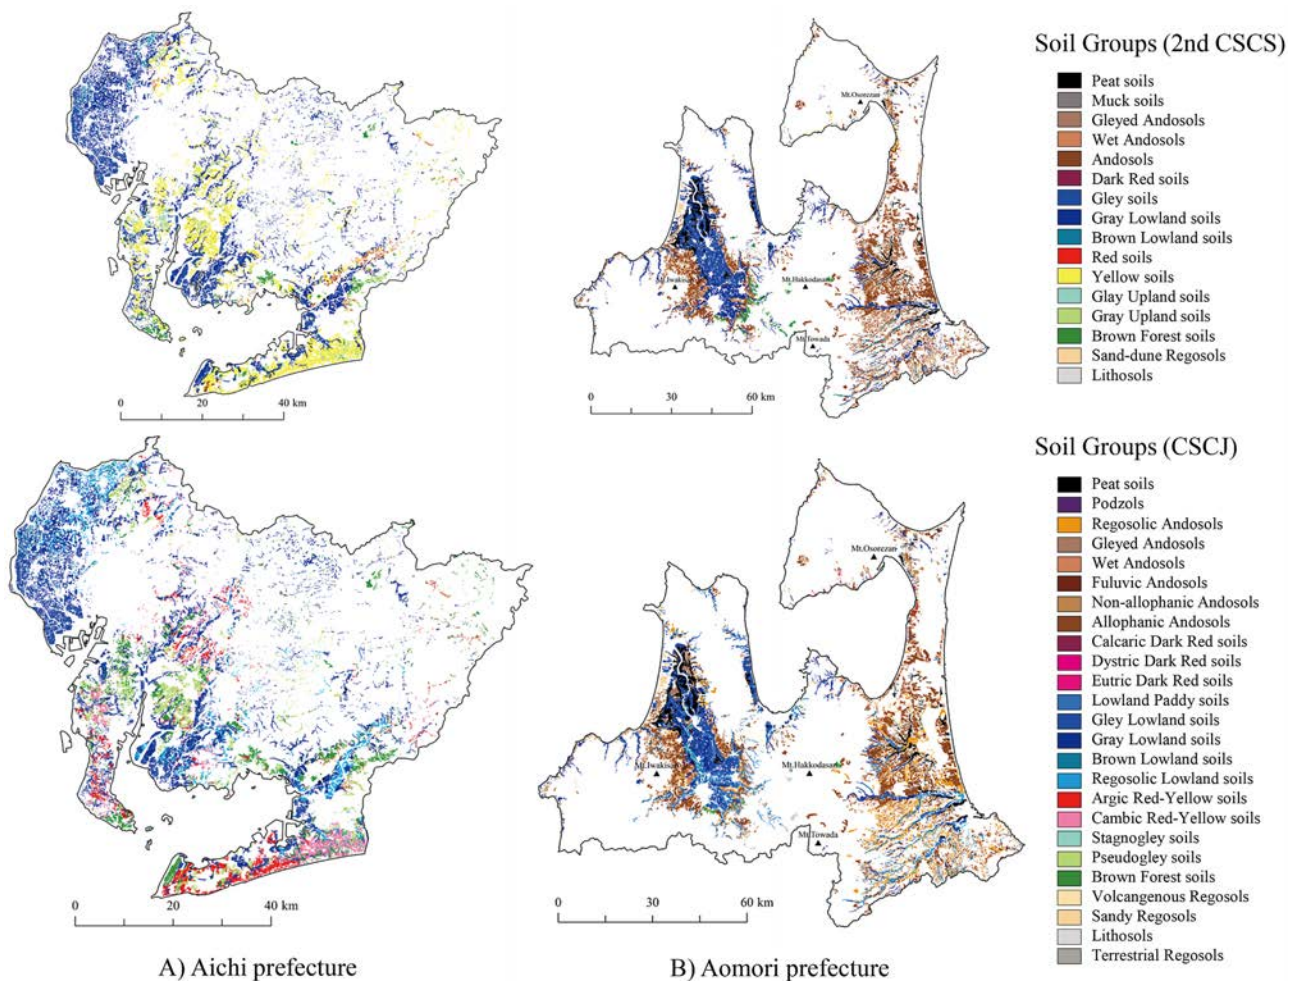 Soil Groups (2nd CSCS)
Peat soils
Muck soils
Gleyed Andosols
Wet Andosols
Andosols
Dark Red soils
Gley soils
Gray Lowland soils
Brown Lowland soils
Red soils
Yellow soils
Glay Upland soils
Gray Upland soils
Brown Forest soils
Sand-dune Regosols
Lithosols
Mt.Osorezan
Mt.Iwakisan
Mt.Hakkodasan
Mt.Towada
0 20 40 km
0 30 60 km
Soil Groups (CSCJ)
Peat soils
Podzols
Regosolic Andosols
Gleyed Andosols
Wet Andosols
Fuluvic Andosols
Non-allophanic Andosols
Allophanic Andosols
Calcaric Dark Red soils
Dystric Dark Red soils
Eutric Dark Red soils
Lowland Paddy soils
Gley Lowland soils
Gray Lowland soils
Brown Lowland soils
Regosolic Lowland soils
Argic Red-Yellow soils
Cambic Red-Yellow soils
Stagnogley soils
Pseudogley soils
Brown Forest soils
Volcangenous Regosols
Sandy Regosols
Lithosols
Terrestrial Regosols
Mt.Osorezan
Mt.Iwakisan
Mt.Hakkodasan
Mt.Towada
0 20 40 km
0 30 60 km
A) Aichi prefecture
B) Aomori prefecture